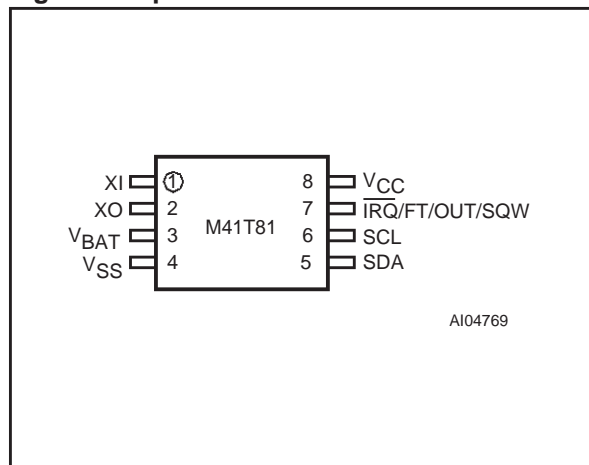 XI 1 8 VCC
XO 2 7 IRQ/FT/OUT/SQW
M41T81
VBAT 3 6 SCL
VSS 4 5 SDA
AI04769